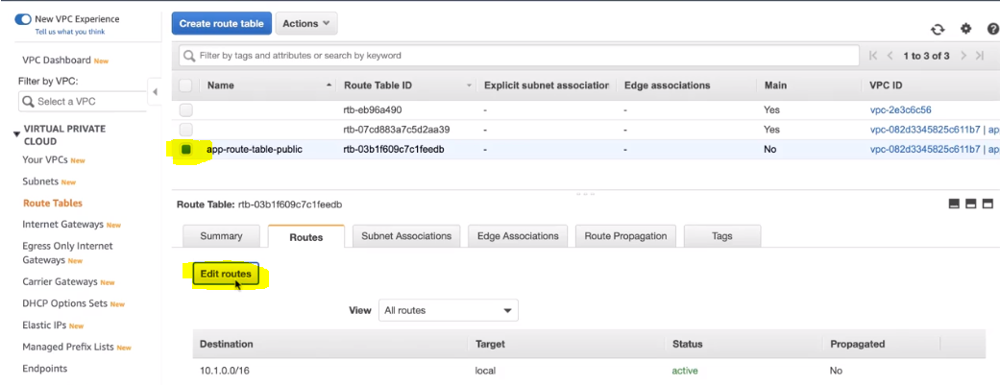 New VPC Experience
Tell us what you think
VPC Dashboard New
Filter by VPC:
Select a VPC
VIRTUAL PRIVATE
CLOUD
Your VPCs New
Subnets New
Route Tables
Internet Gateways New
Egress Only Internet
Gateways New
Carrier Gateways New
DHCP Options Sets New
Elastic IPs New
Managed Prefix Lists New
Endpoints
Create route table Actions
Filter by tags and attributes or search by keyword
1 to 3 of 3
Name Route Table ID Explicit subnet association Edge associations Main VPC ID
rtb-eb96a490 - - Yes vpc-2e3c6c56
rtb-07cd883a7c5d2aa39 - - Yes vpc-082d3345825c611b7 | app
app-route-table-public rtb-03b1f609c7c1feedb - - No vpc-082d3345825c611b7 | app
Route Table: rtb-03b1f609c7c1feedb
Summary Routes Subnet Associations Edge Associations Route Propagation Tags
Edit routes
View All routes
Destination Target Status Propagated
10.1.0.0/16 local active No